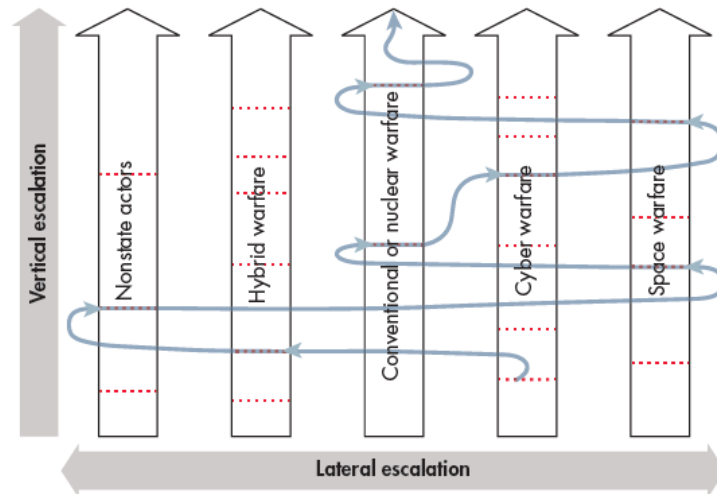 Vertical escalation
Nonstate actors
Hybrid warfare
Conventional or nuclear warfare
Cyber warfare
Space warfare
Lateral escalation